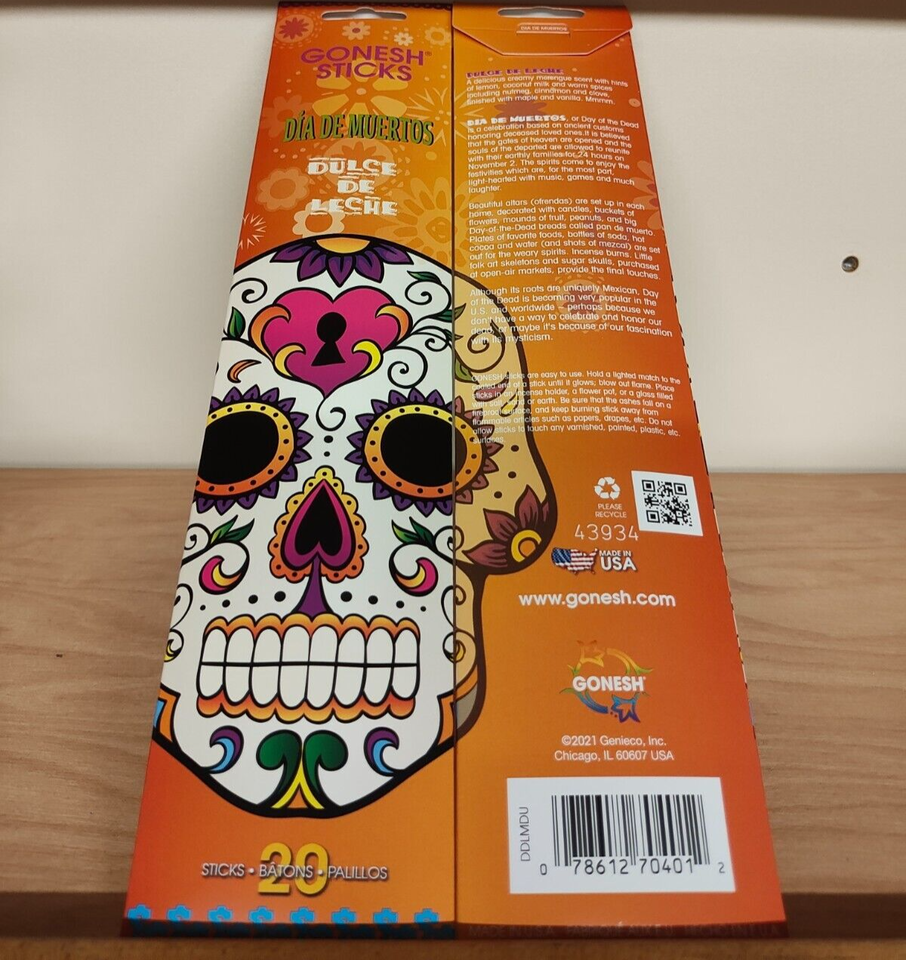 GONESH®
STICKS
DÍA DE MUERTOS
DULCE
DE
LECHE
20
STICKS • BÂTONS • PALILLOS
DIA DE MUERTOS
DULCE DE LECHE
A delicious creamy merengue scent with hints
of lemon, coconut milk and warm spices
including nutmeg, cinnamon and clove,
finished with maple and vanilla. Mmmm.
DIA DE MUERTOS, or Day of the Dead
is a celebration based on ancient customs
honoring deceased loved ones.It is believed
that the gates of heaven are opened and the
souls of the departed are allowed to reunite
with their earthly families for 24 hours on
November 2. The spirits come to enjoy the
festivities which are, for the most part,
light-hearted with music, games and much
laughter.
Beautiful altars (ofrendas) are set up in each
home, decorated with candles, buckets of
flowers, mounds of fruit, peanuts, and big
Day-of-the-Dead breads called pan de muerto.
Plates of favorite foods, bottles of soda, hot
cocoa and water (and shots of mezcal) are set
out for the weary spirits. Incense burns. Little
folk art skeletons and sugar skulls, purchased
at open-air markets, provide the final touches.
Although its roots are uniquely Mexican, Day
of the Dead is becoming very popular in the
U.S. and worldwide – perhaps because we
don't have a way to celebrate and honor our
dead, or maybe it's because of our fascination
with its mysticism.
GONESH sticks are easy to use. Hold a lighted match to the
coated end of a stick until it glows; blow out flame. Place
sticks in an incense holder, a flower pot, or a glass filled
with salt, sand or earth. Be sure that the ashes fall on a
fireproof surface, and keep burning stick away from
flammable articles such as papers, drapes, etc. Do not
allow sticks to touch any varnished, painted, plastic, etc.
surfaces.
PLEASE
RECYCLE
43934
MADE IN
USA
www.gonesh.com
GONESH®
©2021 Genieco, Inc.
Chicago, IL 60607 USA
DDLMDU
0 78612 70401 2